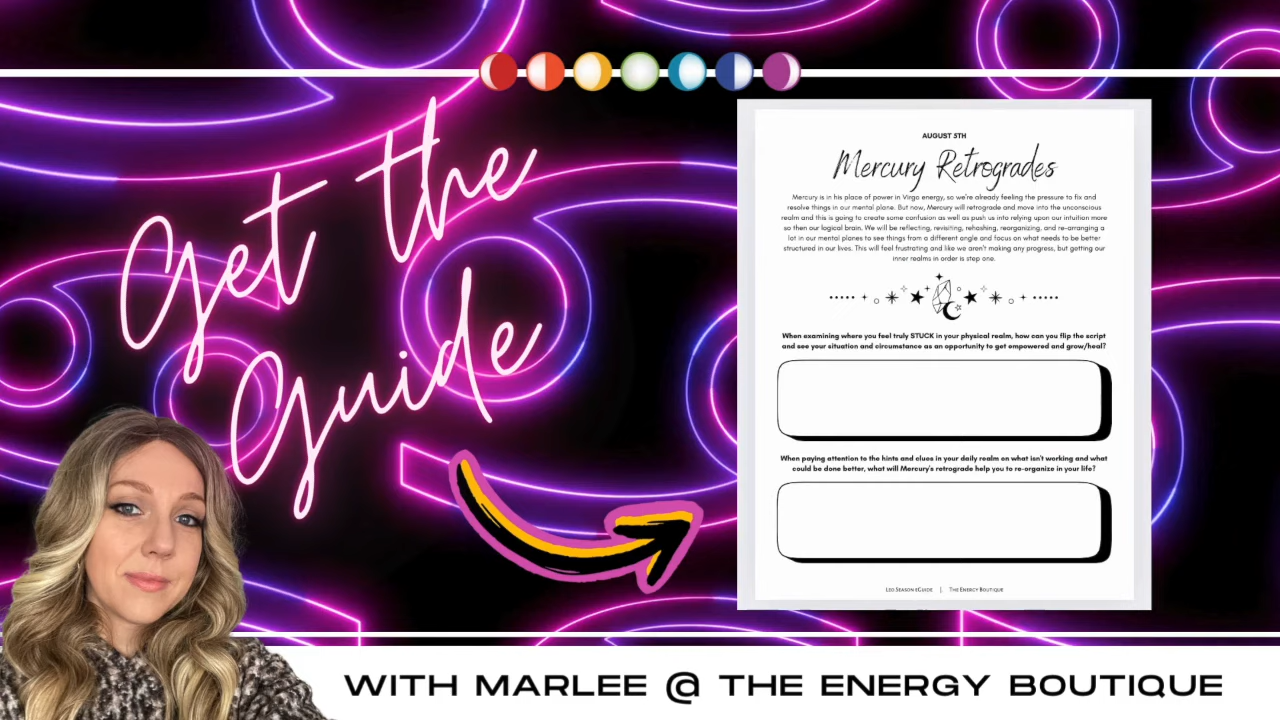 Get the
Guide
AUGUST 5TH
Mercury Retrogrades
Mercury is in his place of power in Virgo energy, so we're already feeling the pressure to fix and
resolve things in our mental plane. But now, Mercury will retrograde and move into the unconscious
realm and this is going to create some confusion as well as push us into relying upon our intuition more
so then our logical brain. We will be reflecting, revisiting, rehashing, reorganizing, and re-arranging a
lot in our mental planes to see things from a different angle and focus on what needs to be better
structured in our lives. This will feel frustrating and like we aren't making any progress, but getting our
inner realms in order is step one.
When examining where you feel truly STUCK in your physical realm, how can you flip the script
and see your situation and circumstance as an opportunity to get empowered and grow/heal?
When paying attention to the hints and clues in your daily realm on what isn't working and what
could be done better, what will Mercury's retrograde help you to re-organize in your life?
Leo Season eGuide | The Energy Boutique
WITH MARLEE @ THE ENERGY BOUTIQUE